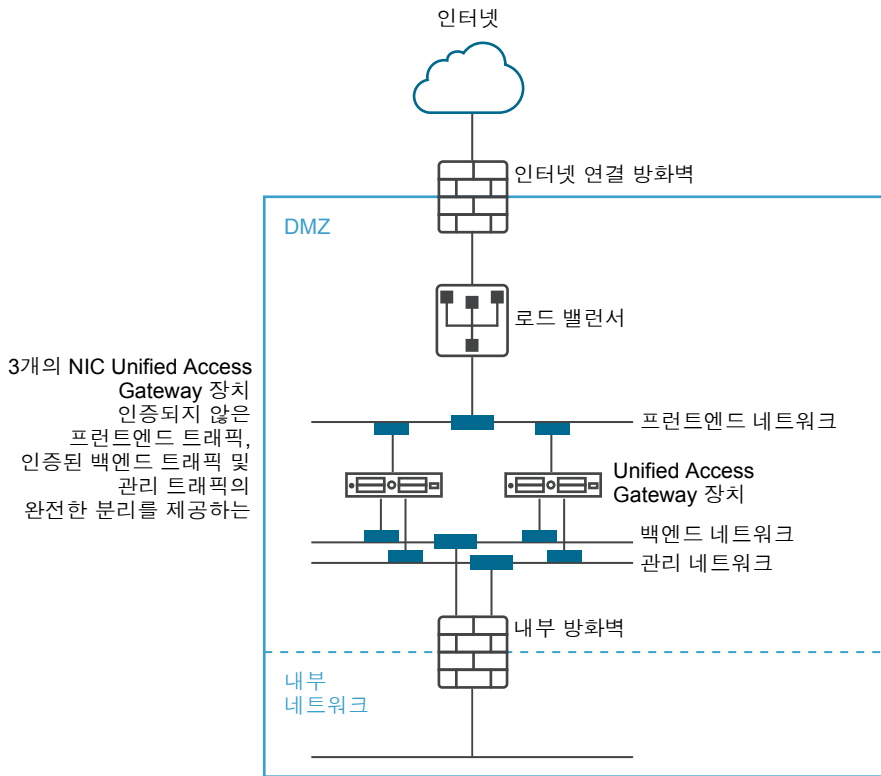 인터넷
인터넷 연결 방화벽
DMZ
로드 밸런서
3개의 NIC Unified Access
Gateway 장치
인증되지 않은
프런트엔드 트래픽,
인증된 백엔드 트래픽 및
관리 트래픽의
완전한 분리를 제공하는
프런트엔드 네트워크
Unified Access
Gateway 장치
백엔드 네트워크
관리 네트워크
내부 방화벽
내부
네트워크